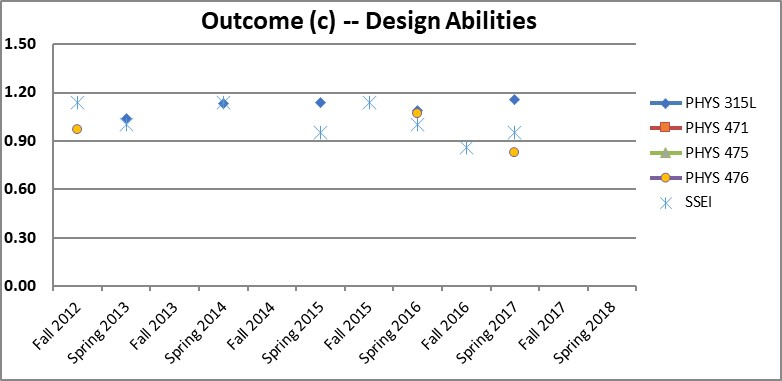 Outcome (c) -- Design Abilities
1.50
1.20
0.90
0.60
0.30
0.00
Fall 2012
Spring 2013
Fall 2013
Spring 2014
Fall 2014
Spring 2015
Fall 2015
Spring 2016
Fall 2016
Spring 2017
Fall 2017
Spring 2018
PHYS 315L
PHYS 471
PHYS 475
PHYS 476
SSEI